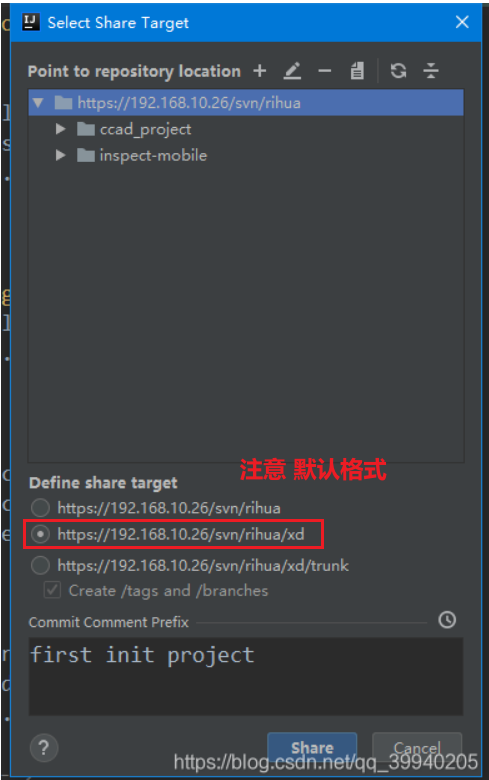 Select Share Target
Point to repository location
https://192.168.10.26/svn/rihua
ccad_project
inspect-mobile
注意 默认格式
Define share target
https://192.168.10.26/svn/rihua
https://192.168.10.26/svn/rihua/xd
https://192.168.10.26/svn/rihua/xd/trunk
Create /tags and /branches
Commit Comment Prefix
first init project
?
Share
Cancel
https://blog.csdn.net/qq_39940205